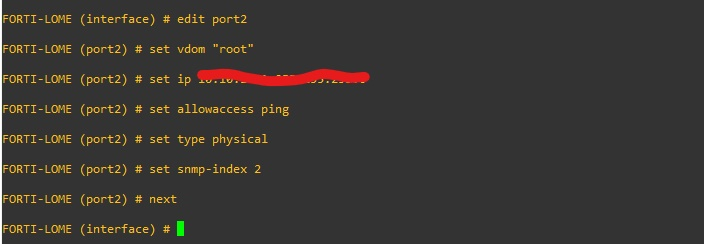 FORTI-LOME (interface) # edit port2
FORTI-LOME (port2) # set vdom "root"
FORTI-LOME (port2) # set ip
FORTI-LOME (port2) # set allowaccess ping
FORTI-LOME (port2) # set type physical
FORTI-LOME (port2) # set snmp-index 2
FORTI-LOME (port2) # next
FORTI-LOME (interface) #